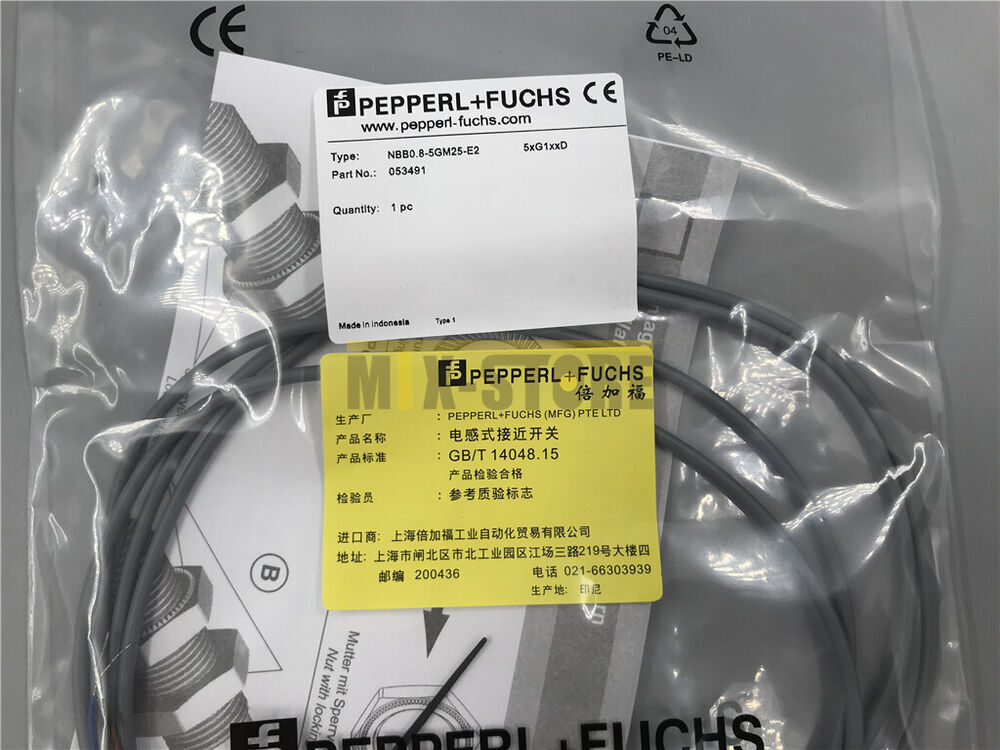 CE
04
PE-LD
PEPPERL+FUCHS CE
www.pepperl-fuchs.com
Type: NBB0.8-5GM25-E2 5xG1xxD
Part No.: 053491
Quantity: 1 pc
Made in Indonesia Type 1
MIX-STORE
PEPPERL+FUCHS
倍加福
生产厂 : PEPPERL+FUCHS (MFG) PTE LTD
产品名称 : 电感式接近开关
产品标准 : GB/T 14048.15
产品检验合格
检验员 : 参考质验标志
进口商: 上海倍加福工业自动化贸易有限公司
地址: 上海市闸北区市北工业园区江场三路219号大楼四
邮编 200436 电话 021-66303939
生产地: 印尼
B
Mutter mit Sperr
Nut with lockin
PEPPERL+FUCHS